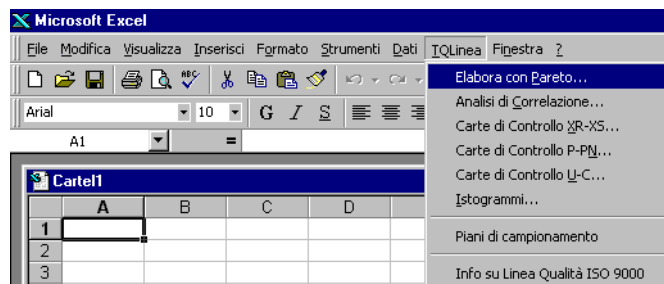 Microsoft Excel
File Modifica Visualizza Inserisci Formato Strumenti Dati TQLinea Finestra ?
Arial 10 G I S
A1 =
Elabora con Pareto...
Analisi di Correlazione...
Carte di Controllo XR-XS...
Carte di Controllo P-PN...
Carte di Controllo U-C...
Istogrammi...
Piani di campionamento
Info su Linea Qualità ISO 9000
Cartel1
A B C D
1
2
3